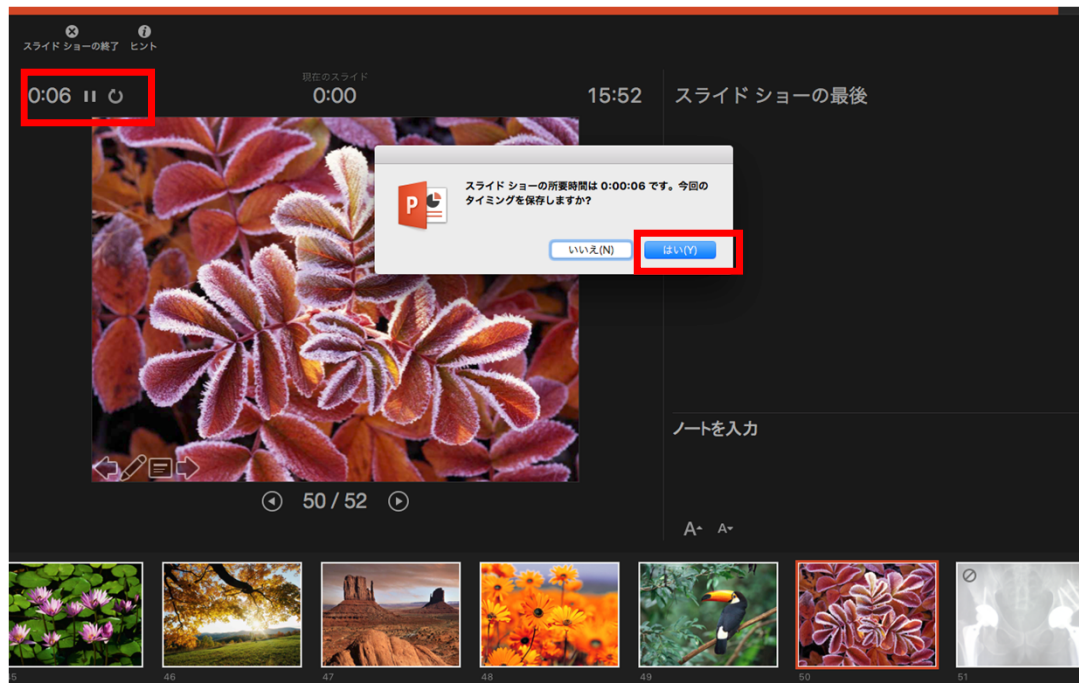 スライド ショーの終了 ヒント
0:06
現在のスライド
0:00
15:52
スライド ショーの最後
P
スライド ショーの所要時間は 0:00:06 です。今回の
タイミングを保存しますか?
いいえ(N) はい(Y)
ノートを入力
50 / 52
A A
45 46 47 48 49 50 51